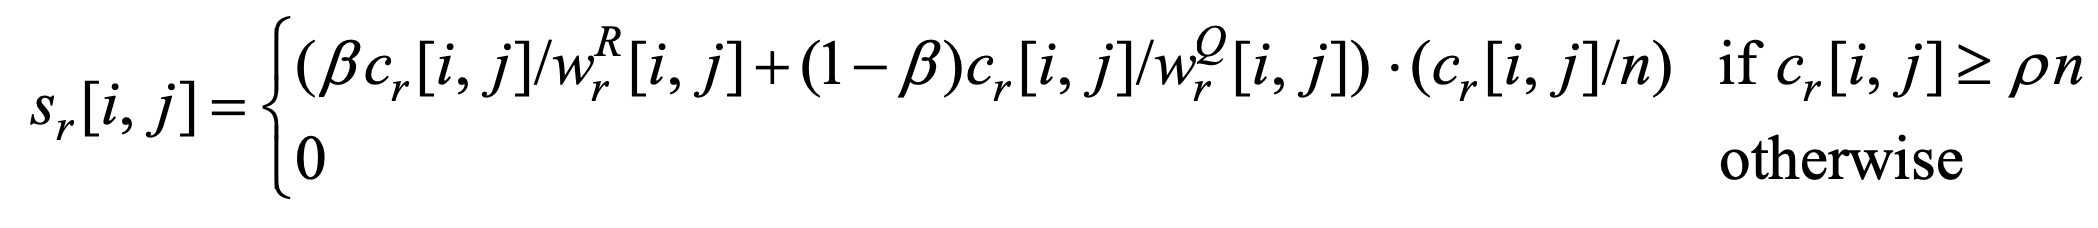 s_r[i, j] = { (βc_r[i, j]/w_r^R[i, j] + (1 − β)c_r[i, j]/w_r^Q[i, j]) · (c_r[i, j]/n) if c_r[i, j] ≥ ρn
0 otherwise